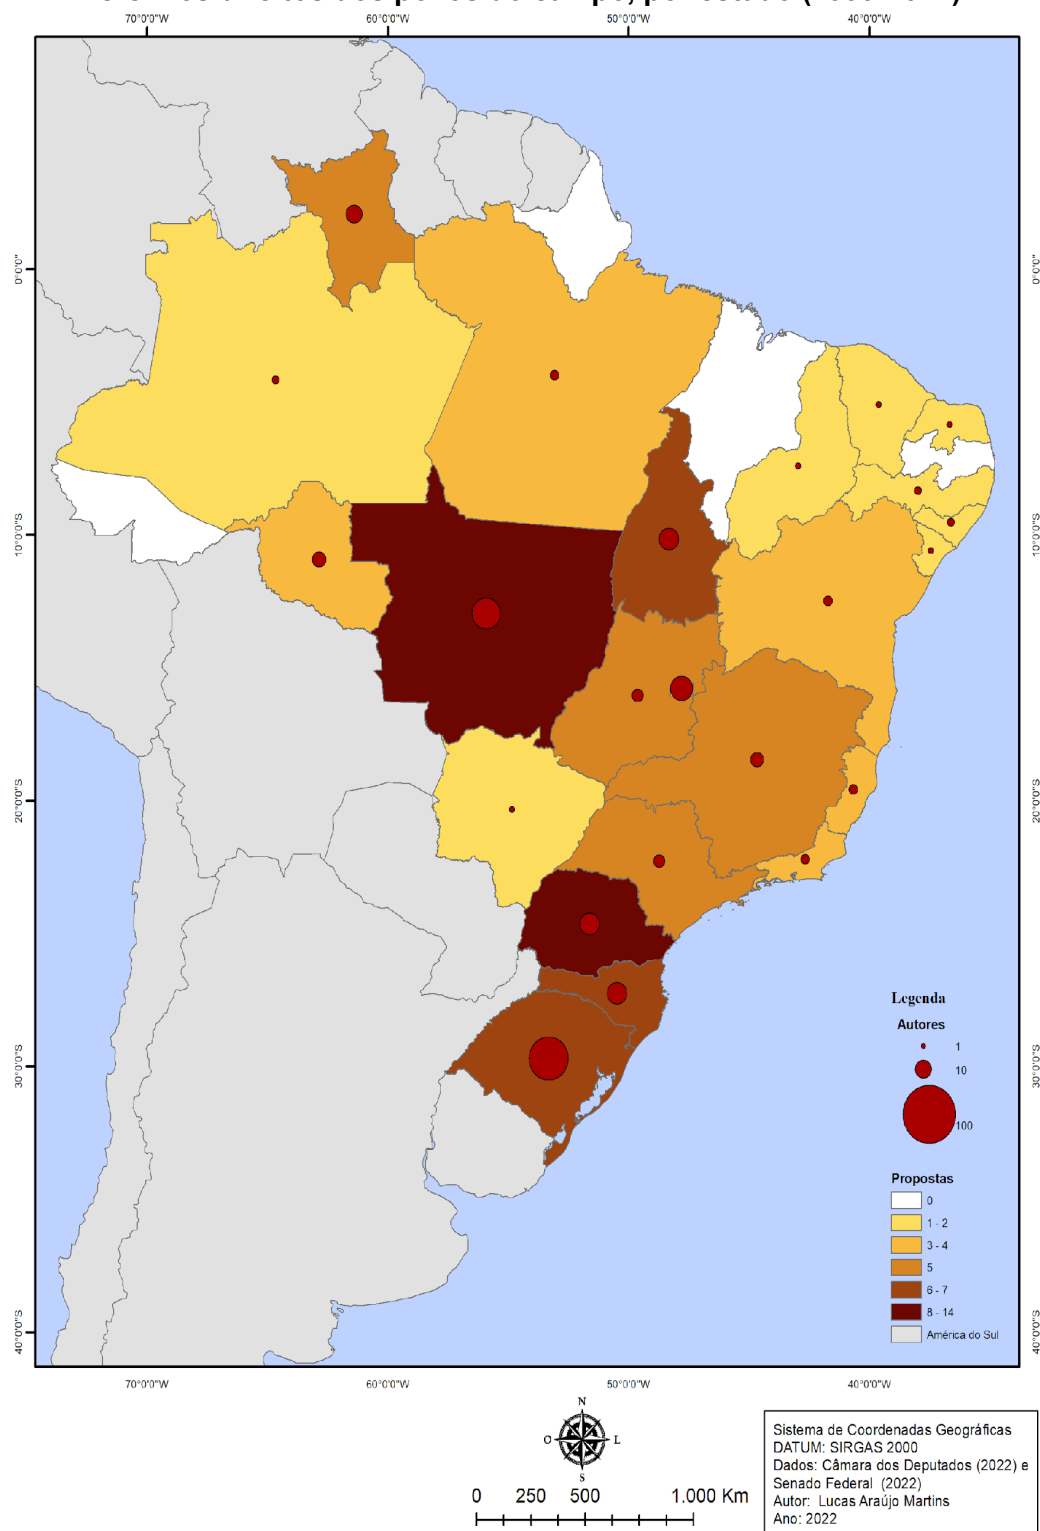 70°0'0"W 60°0'0"W 50°0'0"W 40°0'0"W
0°0'0" 0°0'0"
10°0'0"S 10°0'0"S
20°0'0"S 20°0'0"S
30°0'0"S 30°0'0"S
40°0'0"S 40°0'0"S
Legenda
Autores
1
10
100
Propostas
0
1 - 2
3 - 4
5
6 - 7
8 - 14
América do Sul
70°0'0"W 60°0'0"W 50°0'0"W 40°0'0"W
N
O L
S
0 250 500 1.000 Km
Sistema de Coordenadas Geográficas
DATUM: SIRGAS 2000
Dados: Câmara dos Deputados (2022) e
Senado Federal (2022)
Autor: Lucas Araújo Martins
Ano: 2022